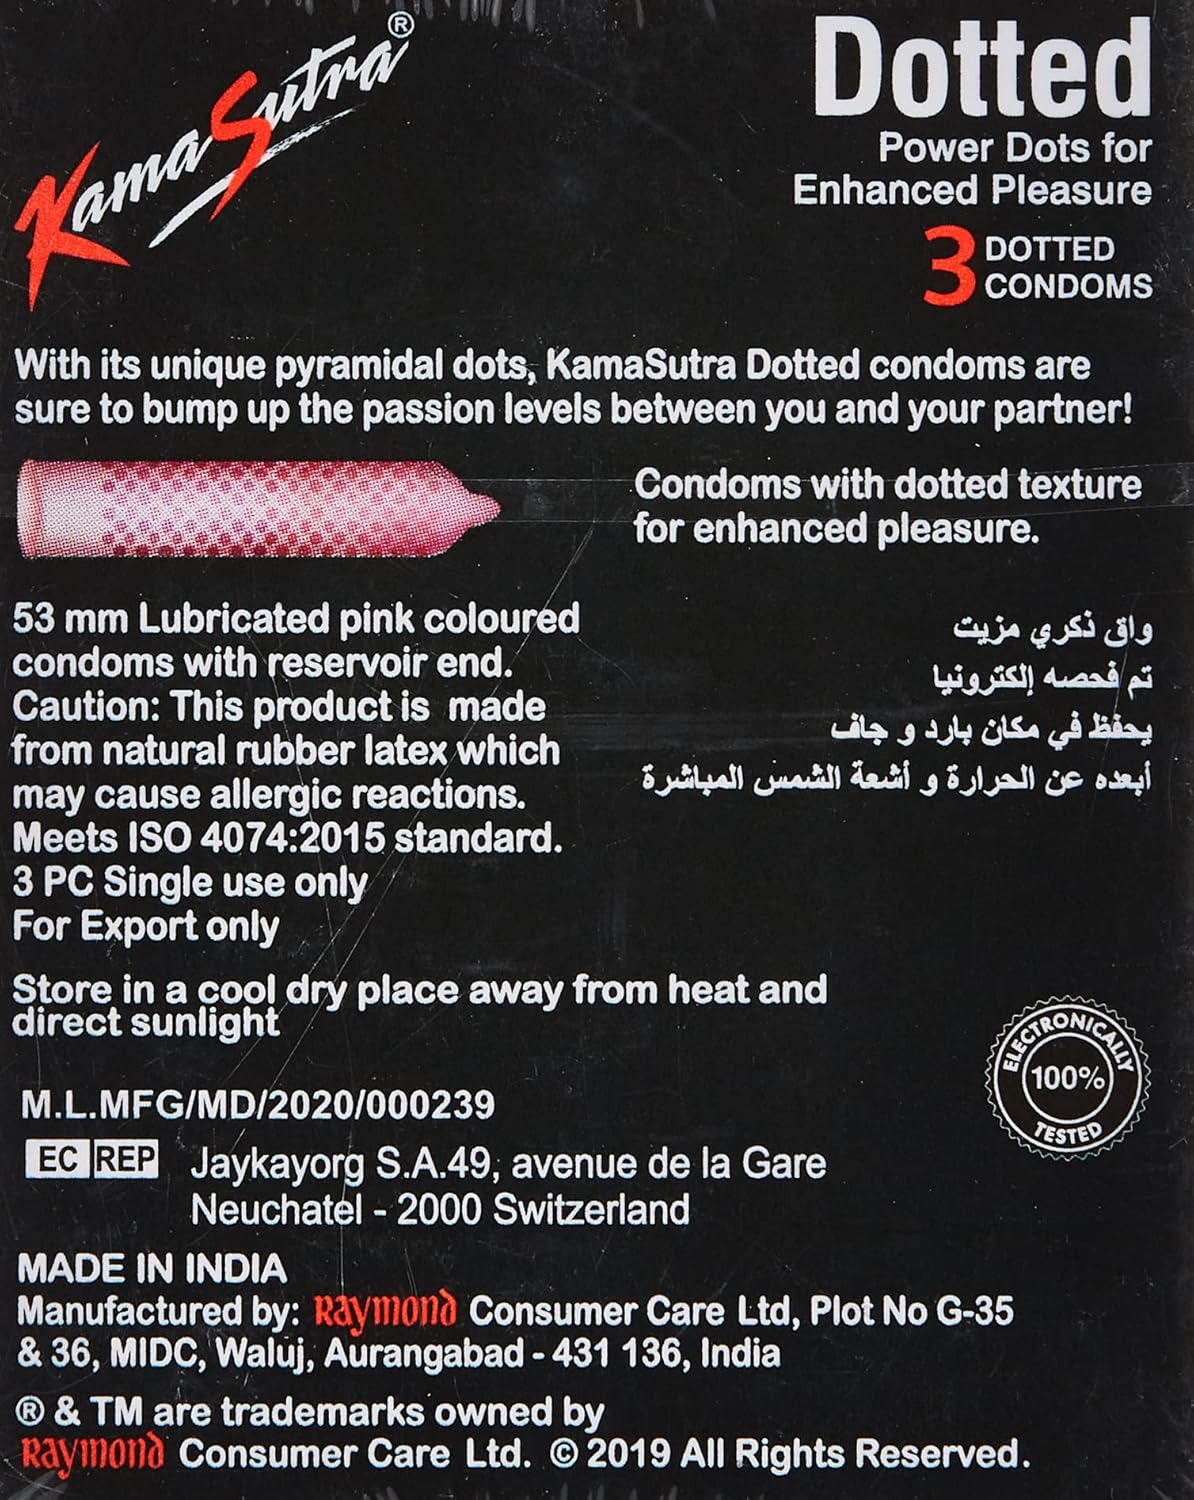 KamaSutra®
Dotted
Power Dots for
Enhanced Pleasure
3 DOTTED
CONDOMS
With its unique pyramidal dots, KamaSutra Dotted condoms are
sure to bump up the passion levels between you and your partner!
Condoms with dotted texture
for enhanced pleasure.
53 mm Lubricated pink coloured
condoms with reservoir end.
Caution: This product is made
from natural rubber latex which
may cause allergic reactions.
Meets ISO 4074:2015 standard.
3 PC Single use only
For Export only
واق ذكري مزيت
تم فحصه إلكترونيا
يحفظ في مكان بارد و جاف
أبعده عن الحرارة و أشعة الشمس المباشرة
Store in a cool dry place away from heat and
direct sunlight
ELECTRONICALLY
100%
TESTED
M.L.MFG/MD/2020/000239
EC REP
Jaykayorg S.A.49, avenue de la Gare
Neuchatel - 2000 Switzerland
MADE IN INDIA
Manufactured by: Raymond Consumer Care Ltd, Plot No G-35
& 36, MIDC, Waluj, Aurangabad - 431 136, India
® & TM are trademarks owned by
Raymond Consumer Care Ltd. © 2019 All Rights Reserved.